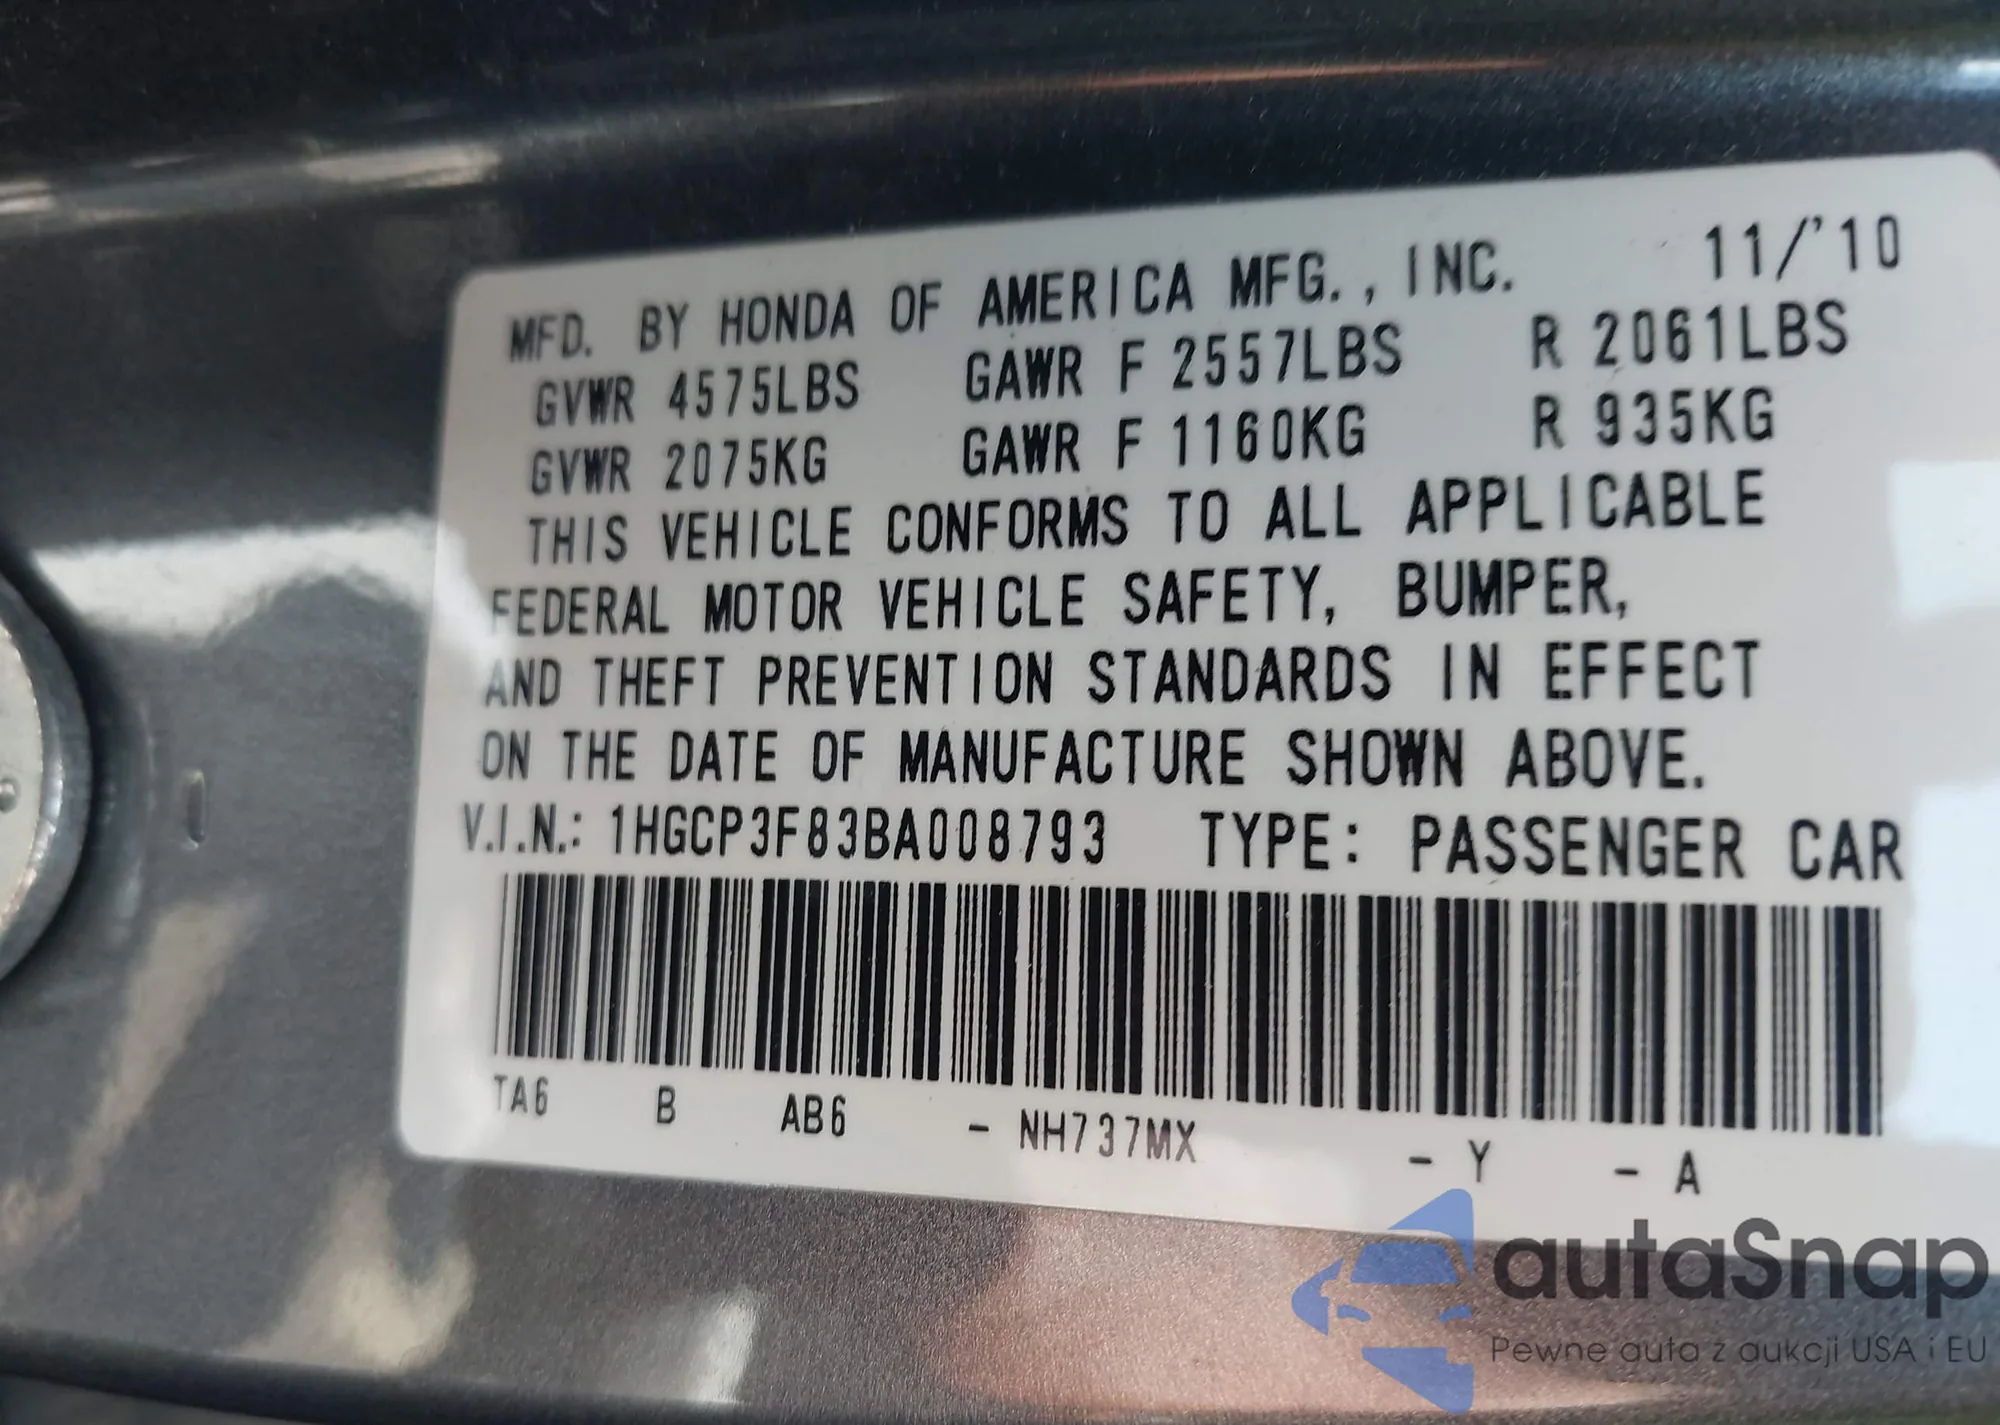 MFD. BY HONDA OF AMERICA MFG., INC. 11/'10
GVWR 4575LBS GAWR F 2557LBS R 2061LBS
GVWR 2075KG GAWR F 1160KG R 935KG
THIS VEHICLE CONFORMS TO ALL APPLICABLE
FEDERAL MOTOR VEHICLE SAFETY, BUMPER,
AND THEFT PREVENTION STANDARDS IN EFFECT
ON THE DATE OF MANUFACTURE SHOWN ABOVE.
V.I.N.: 1HGCP3F83BA008793 TYPE: PASSENGER CAR
TA6 B AB6 - NH737MX - Y - A
autaSnap
Pewne auta z aukcji USA i EU